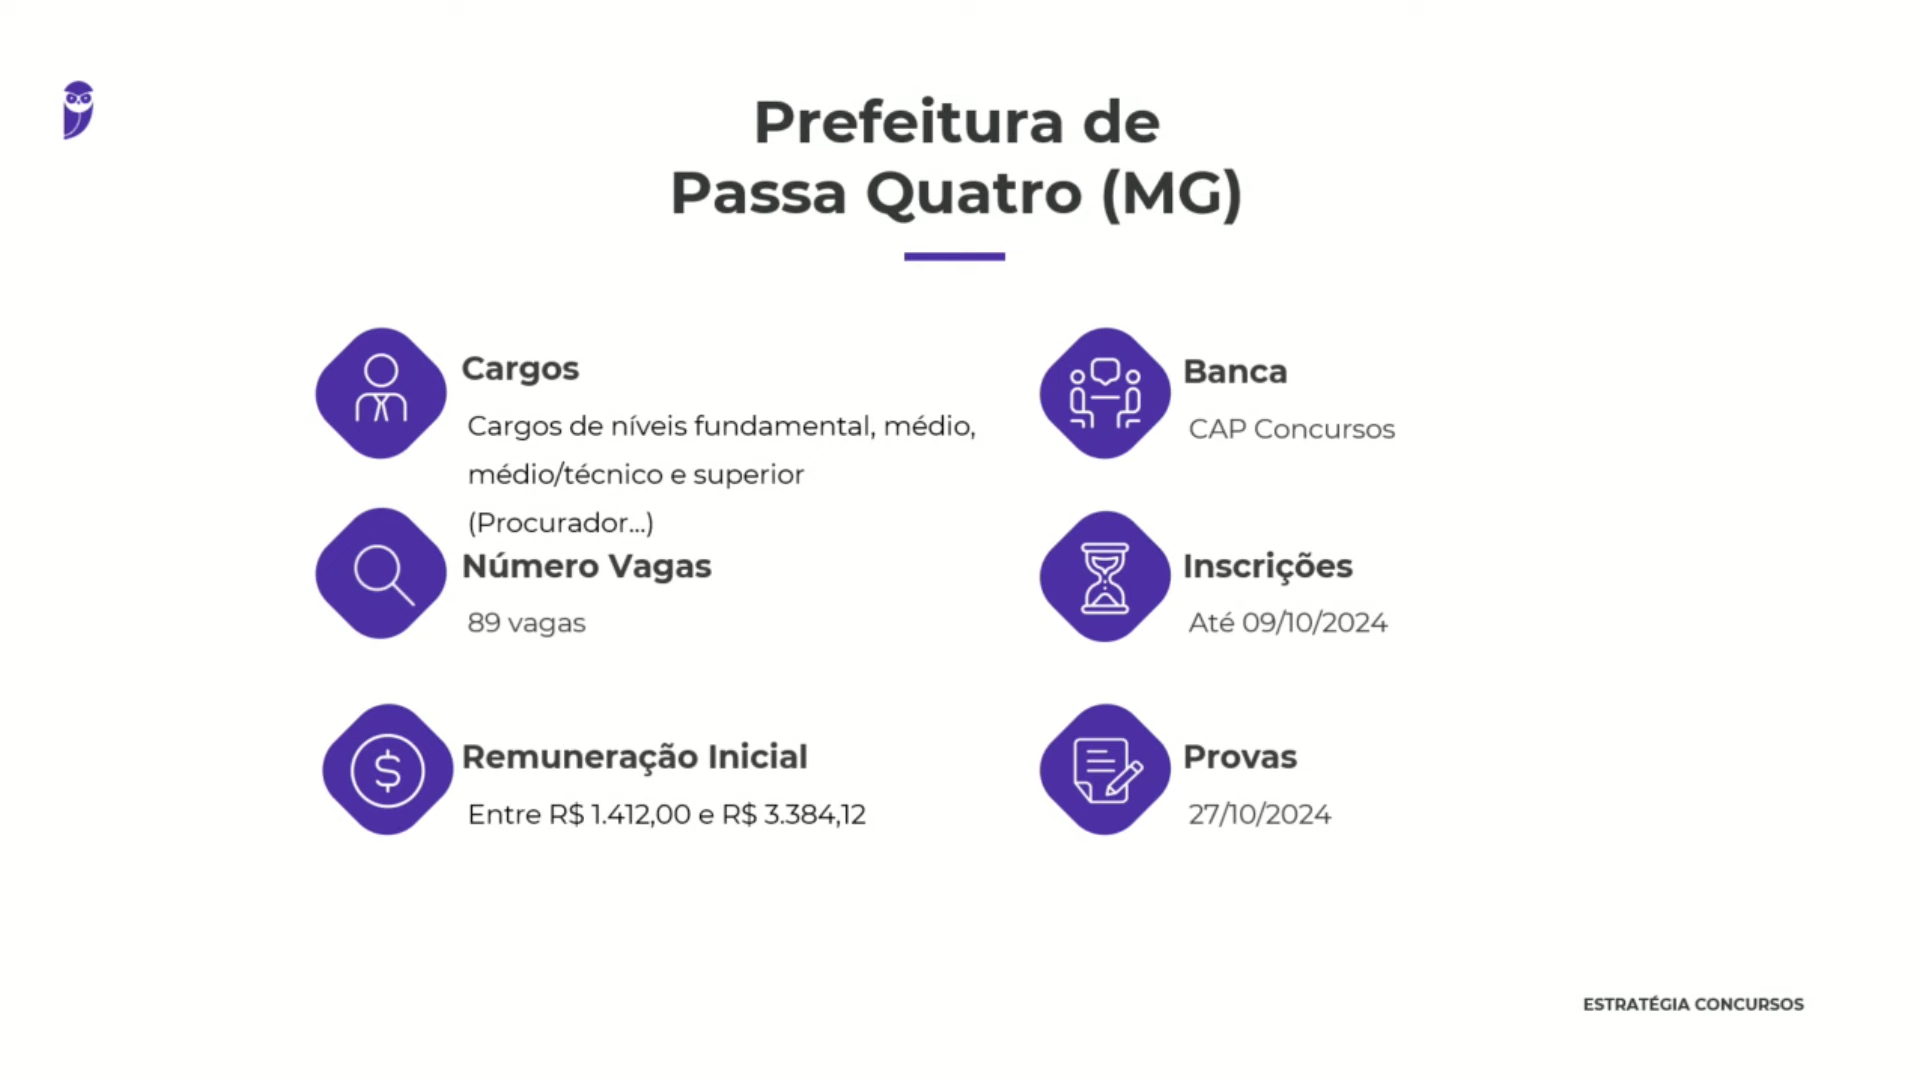 Prefeitura de
Passa Quatro (MG)
Cargos
Cargos de níveis fundamental, médio,
médio/técnico e superior
(Procurador...)
Número Vagas
89 vagas
Remuneração Inicial
Entre R$ 1.412,00 e R$ 3.384,12
Banca
CAP Concursos
Inscrições
Até 09/10/2024
Provas
27/10/2024
ESTRATÉGIA CONCURSOS